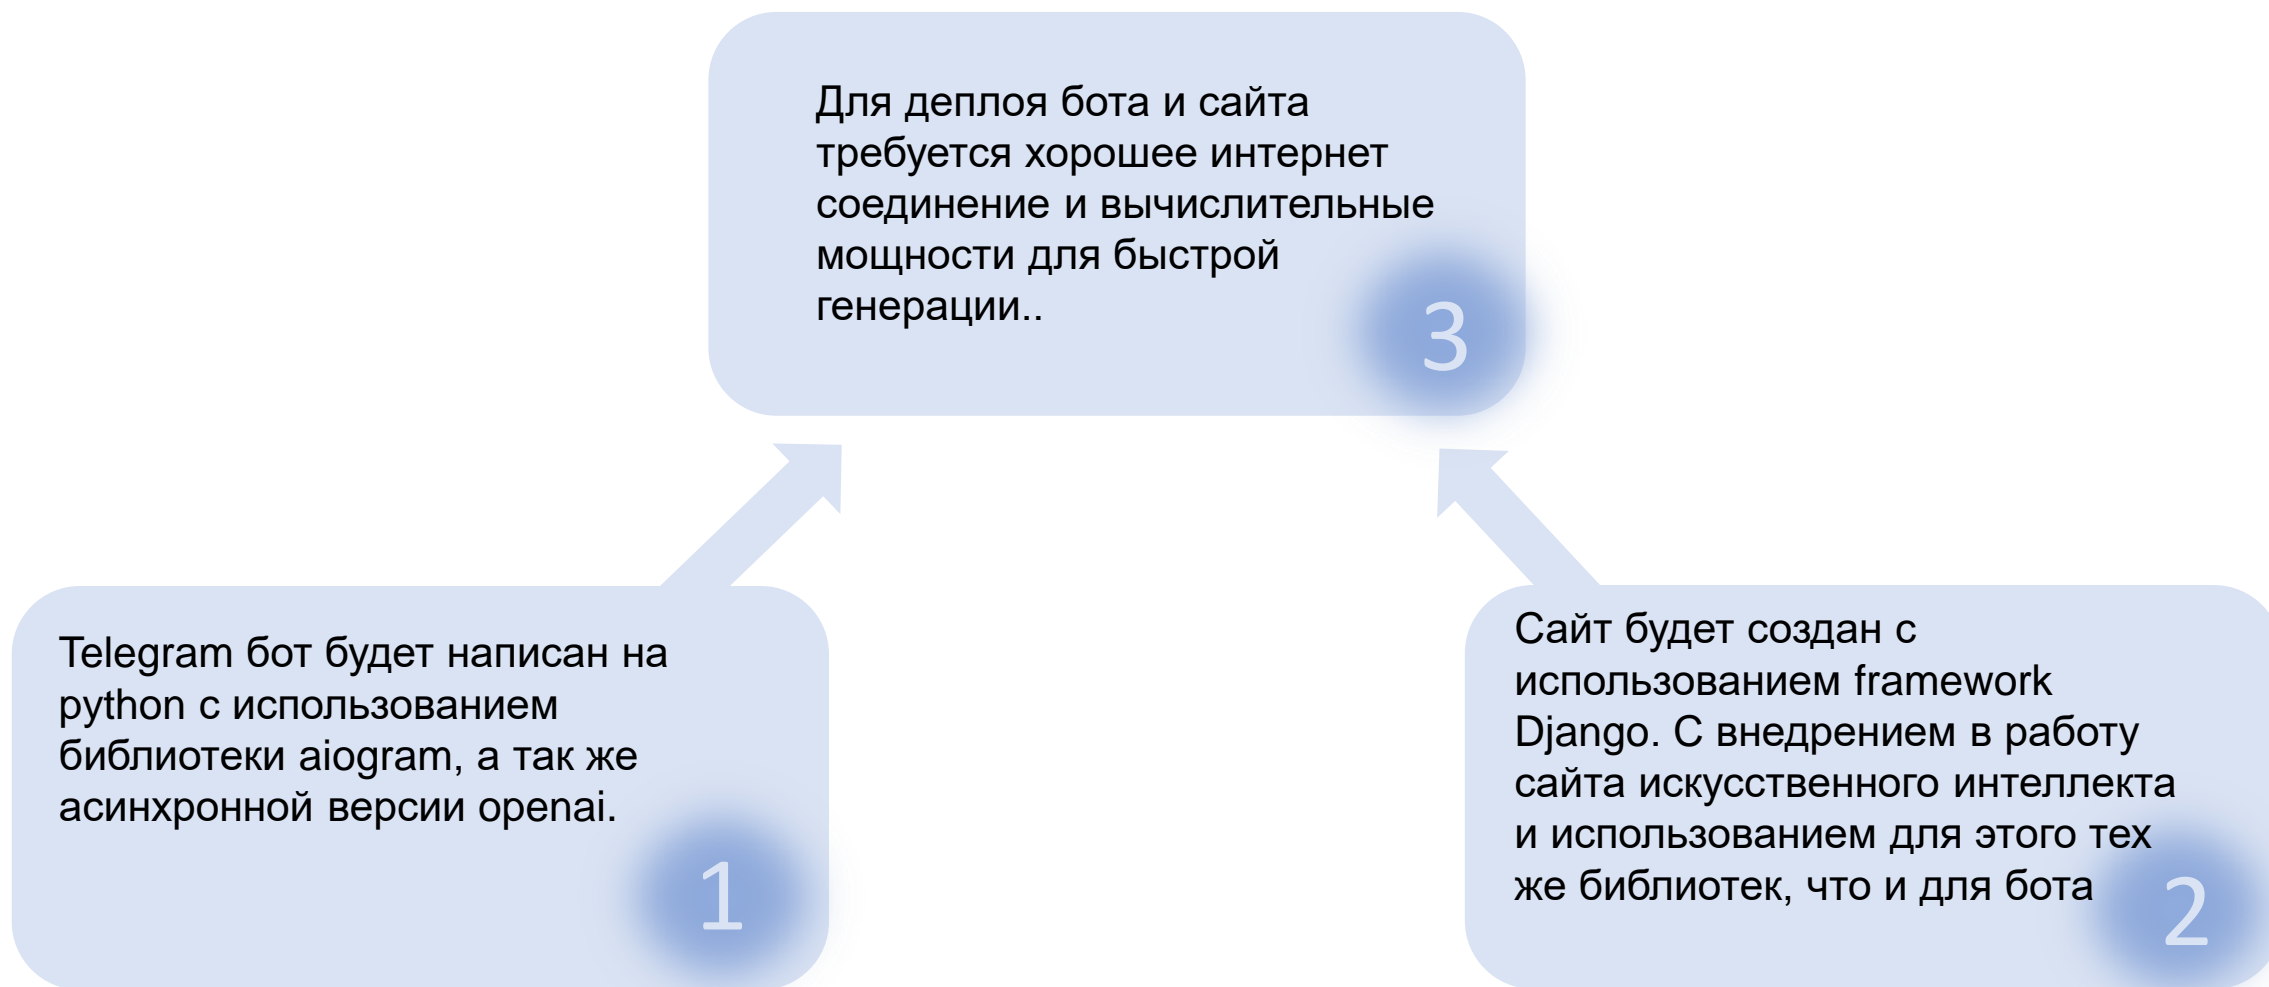 Для деплоя бота и сайта
требуется хорошее интернет
соединение и вычислительные
мощности для быстрой
генерации..
3
Telegram бот будет написан на
python с использованием
библиотеки aiogram, а так же
асинхронной версии openai.
1
Сайт будет создан с
использованием framework
Django. С внедрением в работу
сайта искусственного интеллекта
и использованием для этого тех
же библиотек, что и для бота
2